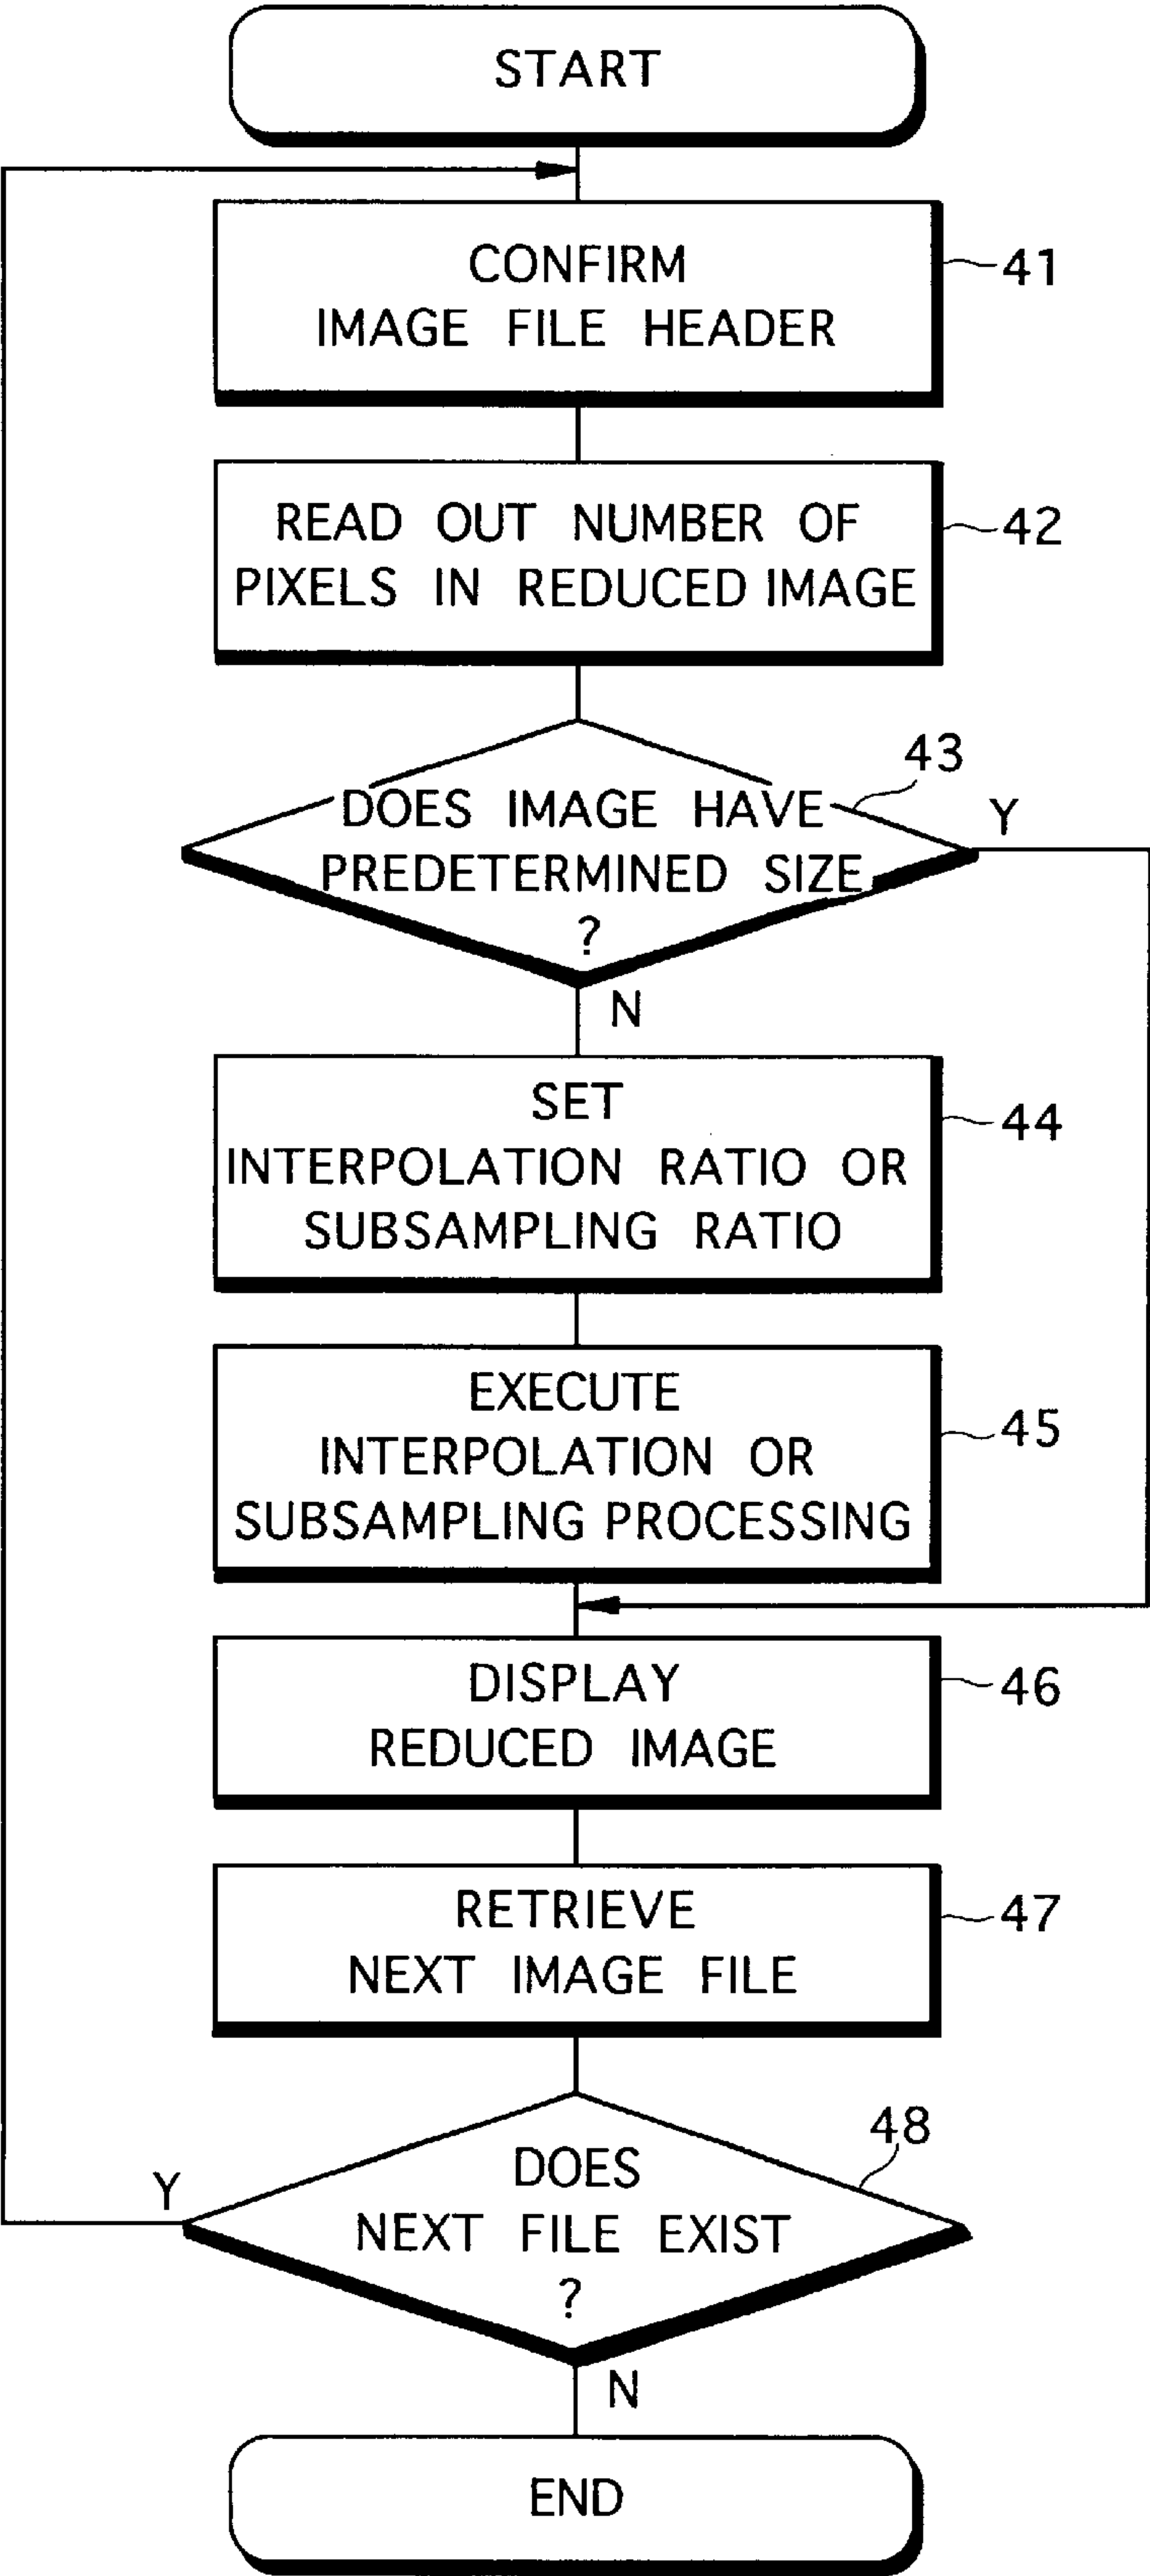 START
CONFIRM
IMAGE FILE HEADER
41
READ OUT NUMBER OF
PIXELS IN REDUCED IMAGE
42
43
DOES IMAGE HAVE
PREDETERMINED SIZE
?
Y
N
SET
INTERPOLATION RATIO OR
SUBSAMPLING RATIO
44
EXECUTE
INTERPOLATION OR
SUBSAMPLING PROCESSING
45
DISPLAY
REDUCED IMAGE
46
RETRIEVE
NEXT IMAGE FILE
47
48
Y
DOES
NEXT FILE EXIST
?
N
END